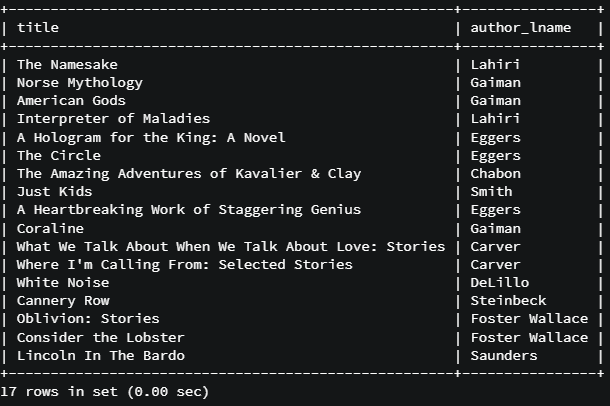 +----------------------------------------------------+----------------+
| title | author_lname |
+----------------------------------------------------+----------------+
| The Namesake | Lahiri |
| Norse Mythology | Gaiman |
| American Gods | Gaiman |
| Interpreter of Maladies | Lahiri |
| A Hologram for the King: A Novel | Eggers |
| The Circle | Eggers |
| The Amazing Adventures of Kavalier & Clay | Chabon |
| Just Kids | Smith |
| A Heartbreaking Work of Staggering Genius | Eggers |
| Coraline | Gaiman |
| What We Talk About When We Talk About Love: Stories | Carver |
| Where I'm Calling From: Selected Stories | Carver |
| White Noise | DeLillo |
| Cannery Row | Steinbeck |
| Oblivion: Stories | Foster Wallace |
| Consider the Lobster | Foster Wallace |
| Lincoln In The Bardo | Saunders |
+----------------------------------------------------+----------------+
17 rows in set (0.00 sec)